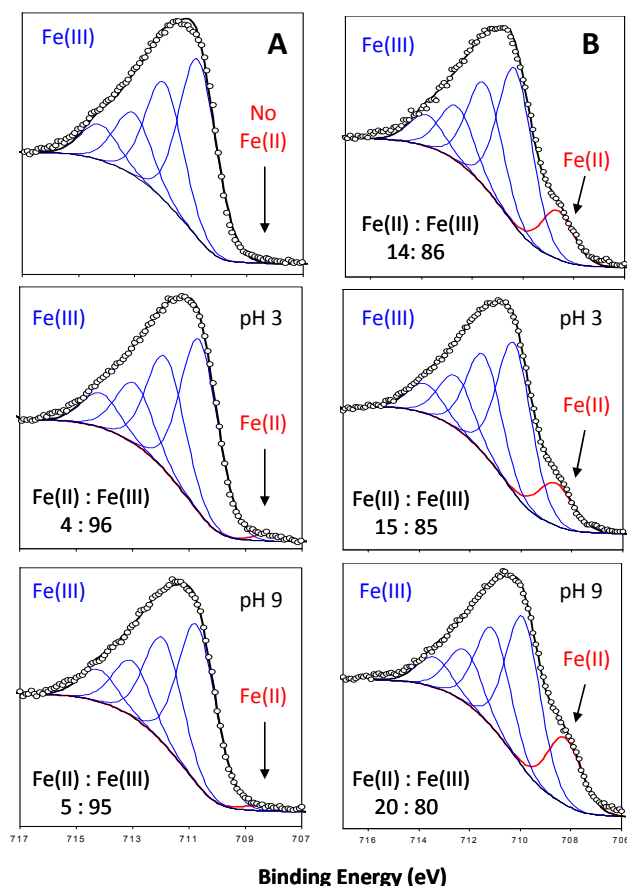 Fe(III)
A
No
Fe(II)
Fe(III)
B
Fe(II)
Fe(II) : Fe(III)
14: 86
Fe(III)
pH 3
Fe(II)
Fe(II) : Fe(III)
4 : 96
Fe(III)
pH 3
Fe(II)
Fe(II) : Fe(III)
15 : 85
Fe(III)
pH 9
Fe(II)
Fe(II) : Fe(III)
5 : 95
717 715 713 711 709 707
Fe(III)
pH 9
Fe(II)
Fe(II) : Fe(III)
20 : 80
716 714 712 710 708 706
Binding Energy (eV)